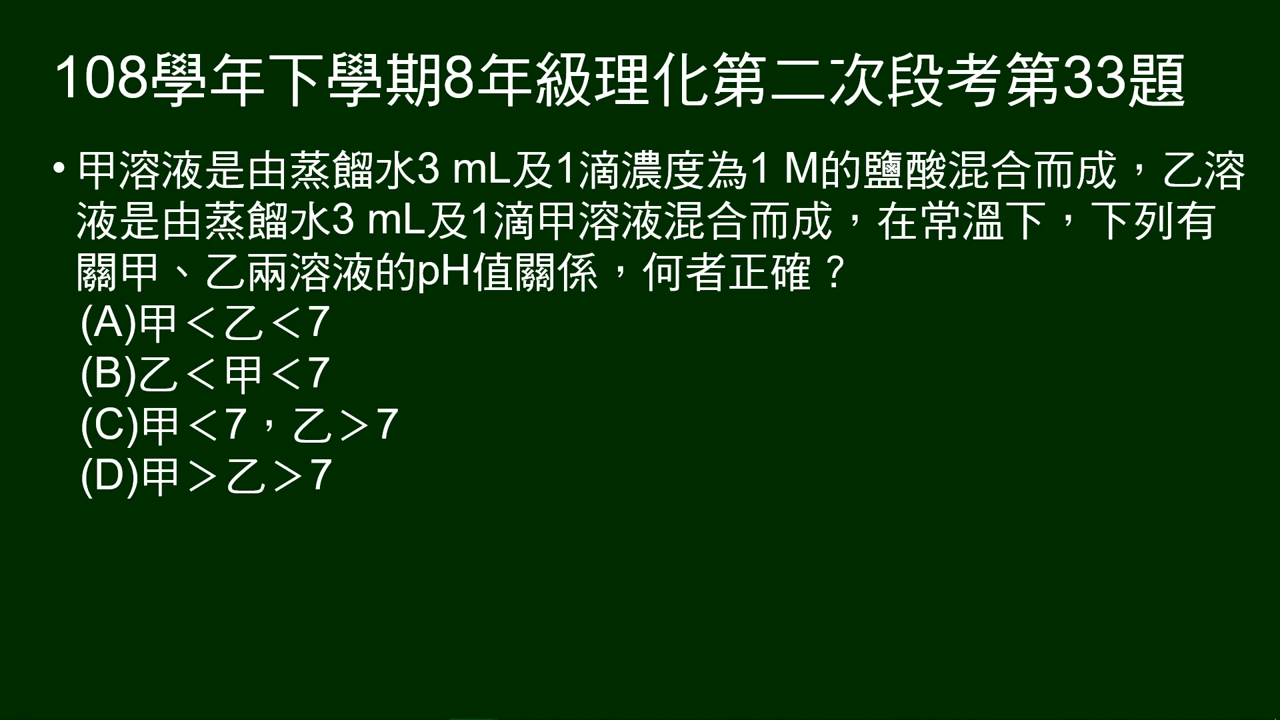 108學年下學期8年級理化第二次段考第33題
• 甲溶液是由蒸餾水3 mL及1滴濃度為1 M的鹽酸混合而成，乙溶
液是由蒸餾水3 mL及1滴甲溶液混合而成，在常溫下，下列有
關甲、乙兩溶液的pH值關係，何者正確？
(A)甲＜乙＜7
(B)乙＜甲＜7
(C)甲＜7，乙＞7
(D)甲＞乙＞7